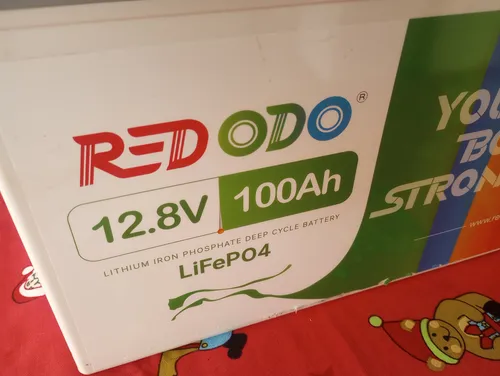 REDODO®
12.8V 100Ah
LITHIUM IRON PHOSPHATE DEEP CYCLE BATTERY
LiFePO4